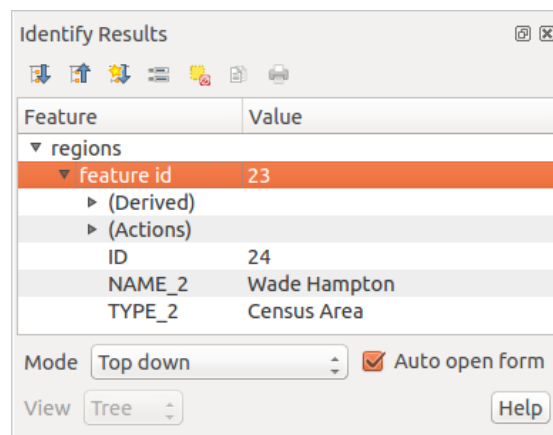 Identify Results
Feature Value
regions
feature id 23
(Derived)
(Actions)
ID 24
NAME_2 Wade Hampton
TYPE_2 Census Area
Mode Top down Auto open form
View Tree Help